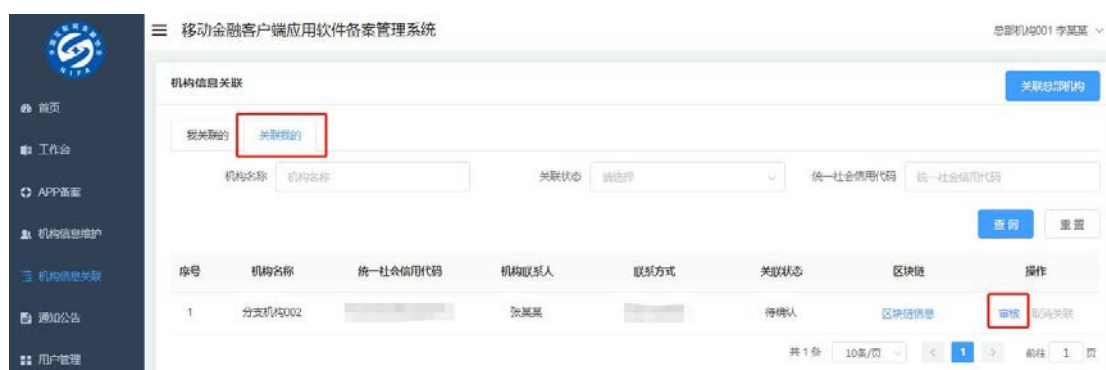 移动金融客户端应用软件备案管理系统
总部机构001 李某某
NIFA
机构信息关联
关联总部机构
首页
我关联的
关联我的
工作台
机构名称
机构名称
关联状态
请选择
统一社会信用代码
统一社会信用代码
APP备案
机构信息维护
查询
重置
机构信息关联
序号 机构名称 统一社会信用代码 机构联系人 联系方式 关联状态 区块链 操作
通知公告
1 分支机构002 张某某 待确认 区块链信息 审核 取消关联
用户管理
共1条 10条/页 < 1 > 前往 1 页